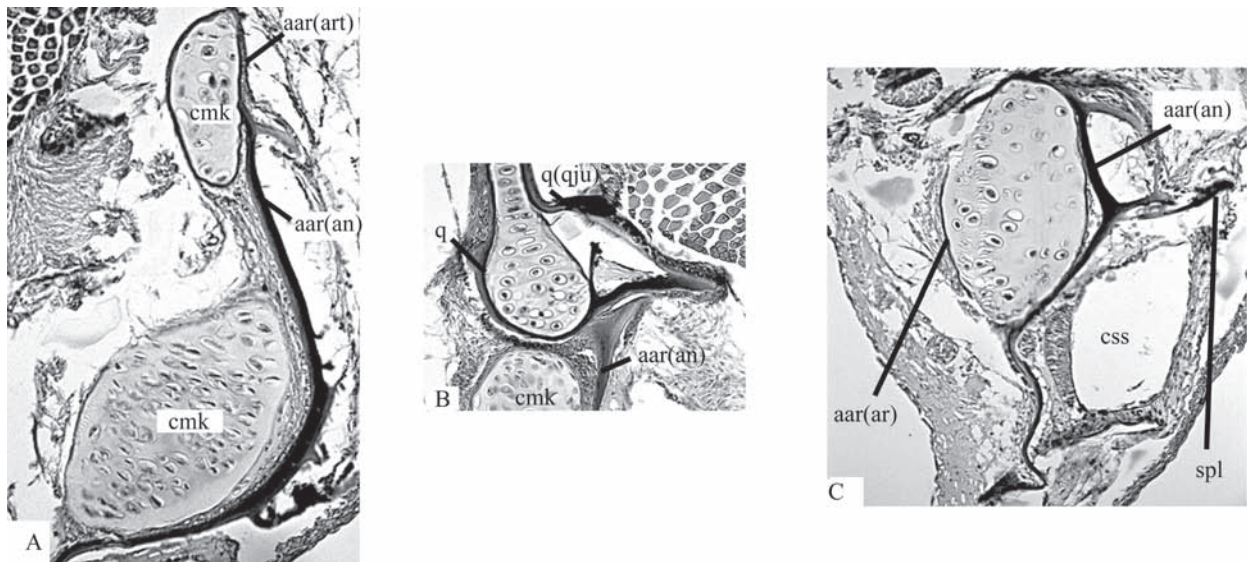 aar(art)
cmk
aar(an)
cmk
A
q(qju)
q
aar(an)
cmk
B
aar(an)
css
aar(ar)
spl
C